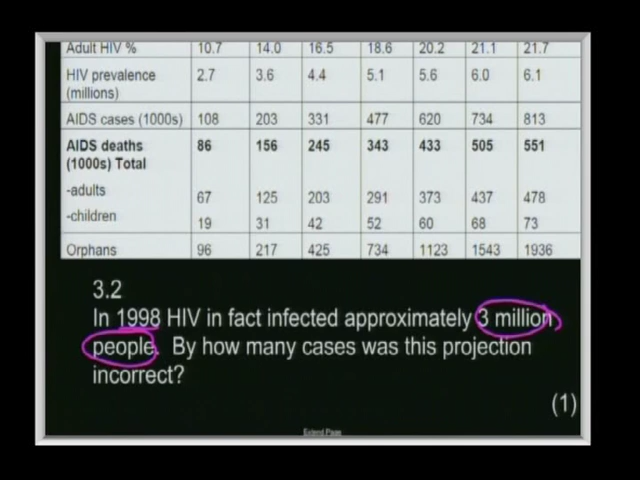 Adult HIV % 10.7 14.0 16.5 18.6 20.2 21.1 21.7
HIV prevalence 2.7 3.6 4.4 5.1 5.6 6.0 6.1
(millions)
AIDS cases (1000s) 108 203 331 477 620 734 813
AIDS deaths 86 156 245 343 433 505 551
(1000s) Total
-adults 67 125 203 291 373 437 478
-children 19 31 42 52 60 68 73
Orphans 96 217 425 734 1123 1543 1936
3.2
In 1998 HIV in fact infected approximately 3 million
people. By how many cases was this projection
incorrect?
(1)
Extend Page